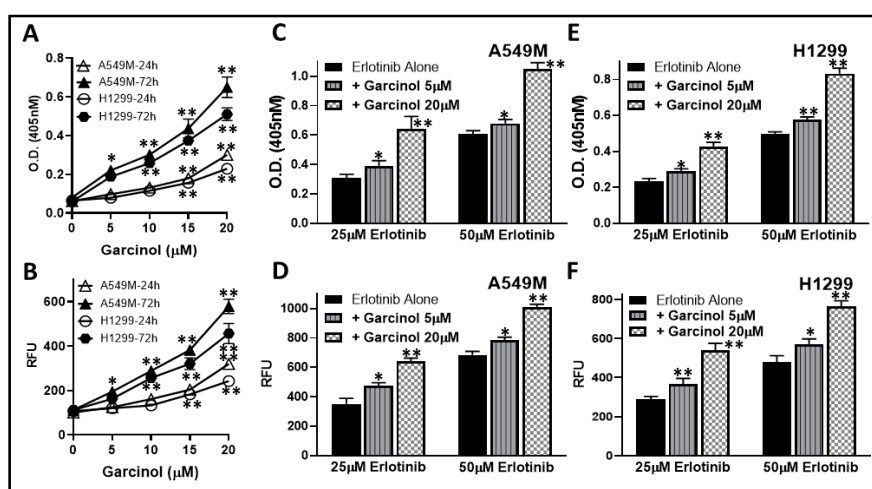 A
A549M-24h
A549M-72h
H1299-24h
H1299-72h
O.D. (405nM)
0.8
0.6
0.4
0.2
0.0
**
**
**
**
**
**
**
**
**
*
0 5 10 15 20
Garcinol (µM)
B
A549M-24h
A549M-72h
H1299-24h
H1299-72h
RFU
600
400
200
0
**
**
**
**
**
**
**
**
**
*
0 5 10 15 20
Garcinol (µM)
C
A549M
Erlotinib Alone
+ Garcinol 5µM
+ Garcinol 20µM
O.D. (405nM)
1.0
0.8
0.6
0.4
0.2
0.0
*
**
*
**
25µM Erlotinib 50µM Erlotinib
D
A549M
Erlotinib Alone
+ Garcinol 5µM
+ Garcinol 20µM
RFU
1000
800
600
400
200
0
*
**
*
**
25µM Erlotinib 50µM Erlotinib
E
H1299
Erlotinib Alone
+ Garcinol 5µM
+ Garcinol 20µM
O.D. (405nM)
0.8
0.6
0.4
0.2
0.0
*
**
**
**
25µM Erlotinib 50µM Erlotinib
F
H1299
Erlotinib Alone
+ Garcinol 5µM
+ Garcinol 20µM
RFU
800
600
400
200
0
**
**
*
**
25µM Erlotinib 50µM Erlotinib